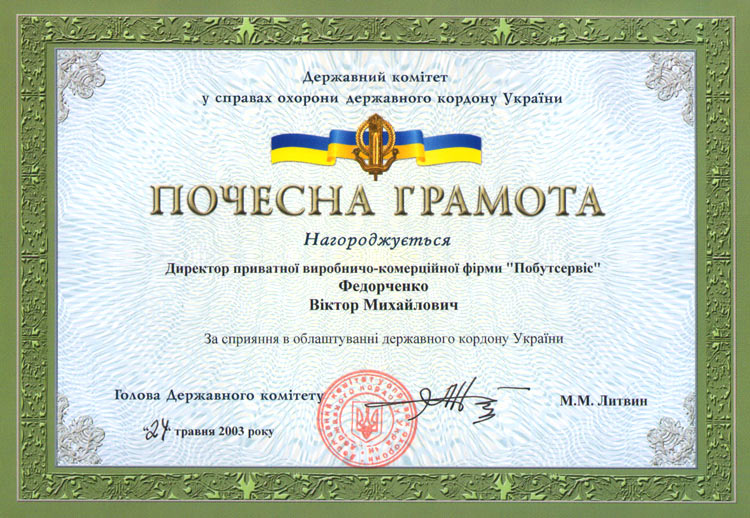 Державний комітет
у справах охорони державного кордону України
ПОЧЕСНА ГРАМОТА
Нагороджується
Директор приватної виробничо-комерційної фірми "Побутсервіс"
Федорченко
Віктор Михайлович
За сприяння в облаштуванні державного кордону України
Голова Державного комітету
М.М. Литвин
"24" травня 2003 року